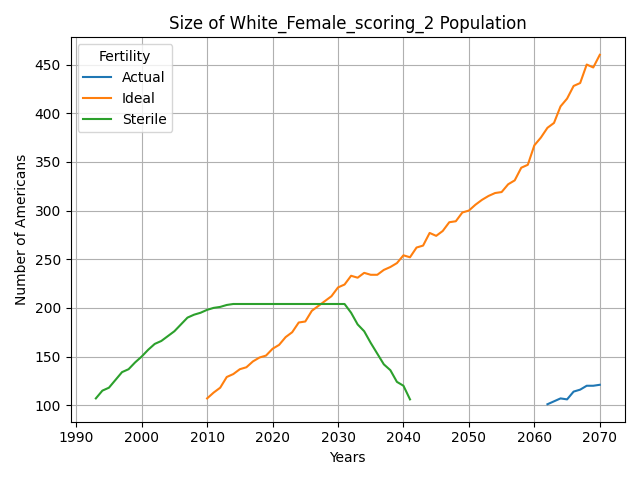 Size of White_Female_scoring_2 Population
Fertility
Actual
Ideal
Sterile
Number of Americans
450
400
350
300
250
200
150
100
1990 2000 2010 2020 2030 2040 2050 2060 2070
Years